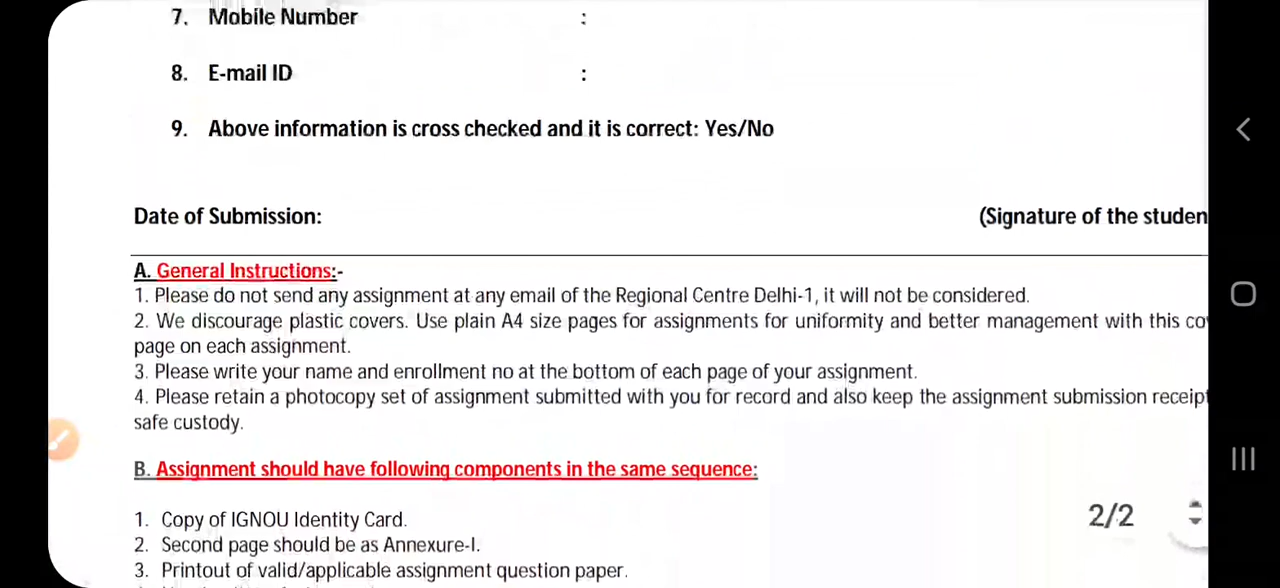 7. Mobile Number :
8. E-mail ID :
9. Above information is cross checked and it is correct: Yes/No
Date of Submission: (Signature of the studen
A. General Instructions:-
1. Please do not send any assignment at any email of the Regional Centre Delhi-1, it will not be considered.
2. We discourage plastic covers. Use plain A4 size pages for assignments for uniformity and better management with this co
page on each assignment.
3. Please write your name and enrollment no at the bottom of each page of your assignment.
4. Please retain a photocopy set of assignment submitted with you for record and also keep the assignment submission receipt
safe custody.
B. Assignment should have following components in the same sequence:
1. Copy of IGNOU Identity Card.
2/2
2. Second page should be as Annexure-I.
3. Printout of valid/applicable assignment question paper.